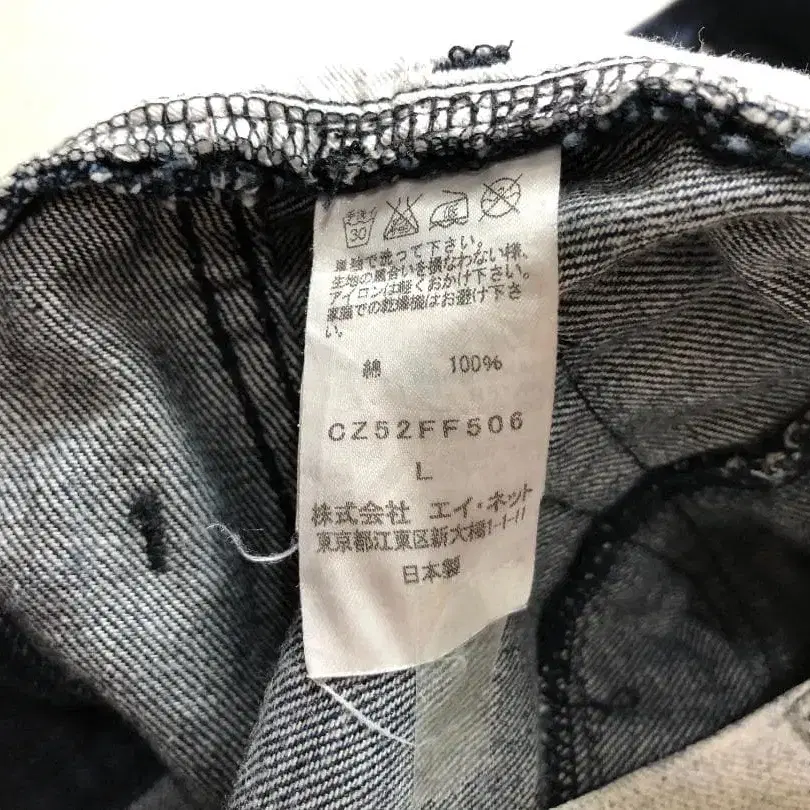 手洗イ
30
単独で洗って下さい。
生地の風合いを損なわない様、
アイロンは軽くおかけ下さい。
家庭での乾燥機はお避け下さ
い。
綿 100%
CZ52FF506
L
株式会社 エイ・ネット
東京都江東区新大橋1-1-11
日本製